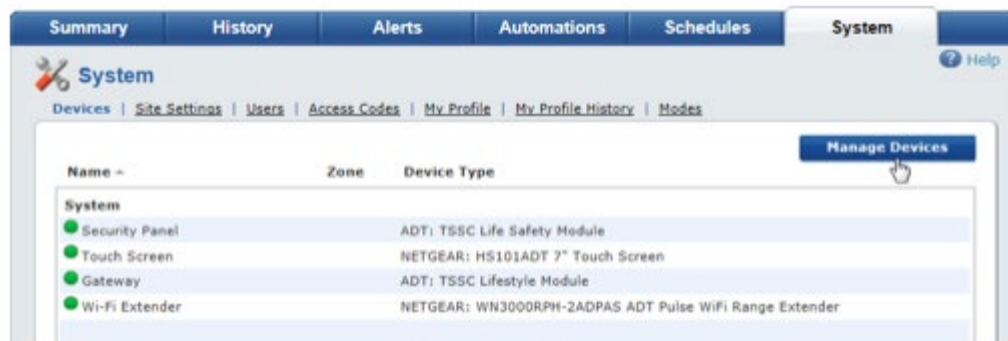 Summary History Alerts Automations Schedules System
Help
System
Devices | Site Settings | Users | Access Codes | My Profile | My Profile History | Modes
Manage Devices
Name Zone Device Type
System
Security Panel ADT: TSSC Life Safety Module
Touch Screen NETGEAR: HS101ADT 7" Touch Screen
Gateway ADT: TSSC Lifestyle Module
Wi-Fi Extender NETGEAR: WN3000RPH-2ADPAS ADT Pulse WiFi Range Extender